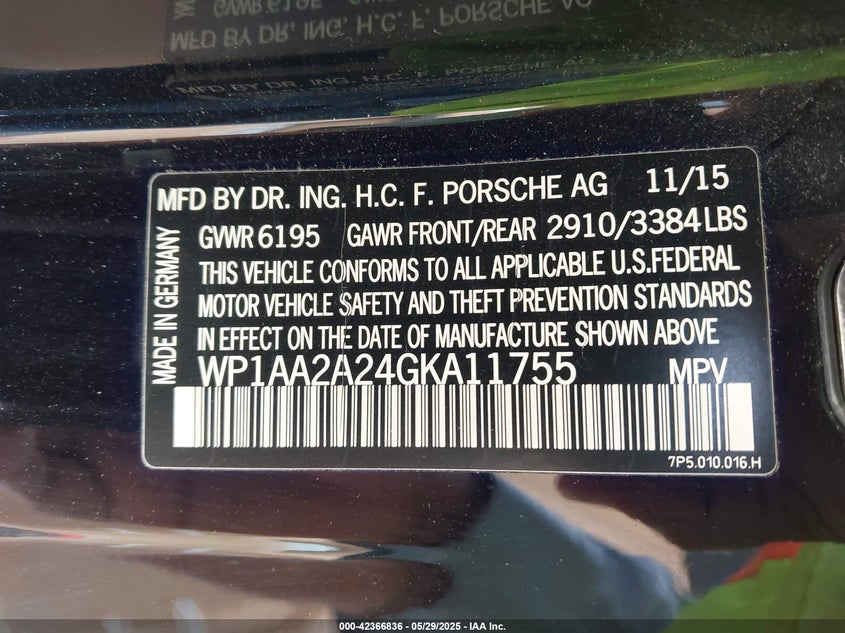 MFD BY DR. ING. H.C. F. PORSCHE AG
MFD BY DR. ING. H.C. F. PORSCHE AG 11/15
GVWR 6195 GAWR FRONT/REAR 2910/3384 LBS
THIS VEHICLE CONFORMS TO ALL APPLICABLE U.S. FEDERAL
MOTOR VEHICLE SAFETY AND THEFT PREVENTION STANDARDS
IN EFFECT ON THE DATE OF MANUFACTURE SHOWN ABOVE
WP1AA2A24GKA11755 MPV
MADE IN GERMANY
7P5.010.016.H
000-42366836 - 05/29/2025 - IAA Inc.